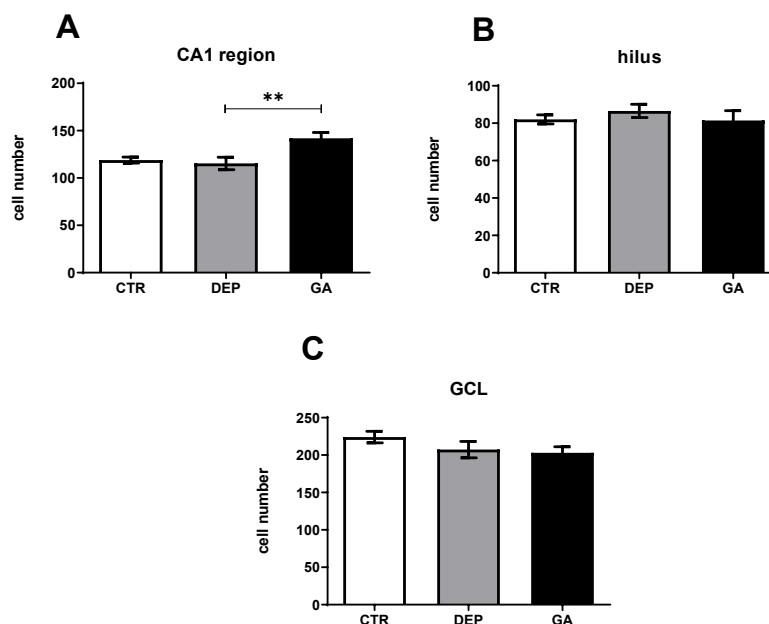 A
CA1 region
cell number
200
150
100
50
0
**
CTR DEP GA
B
hilus
cell number
100
80
60
40
20
0
CTR DEP GA
C
GCL
cell number
250
200
150
100
50
0
CTR DEP GA